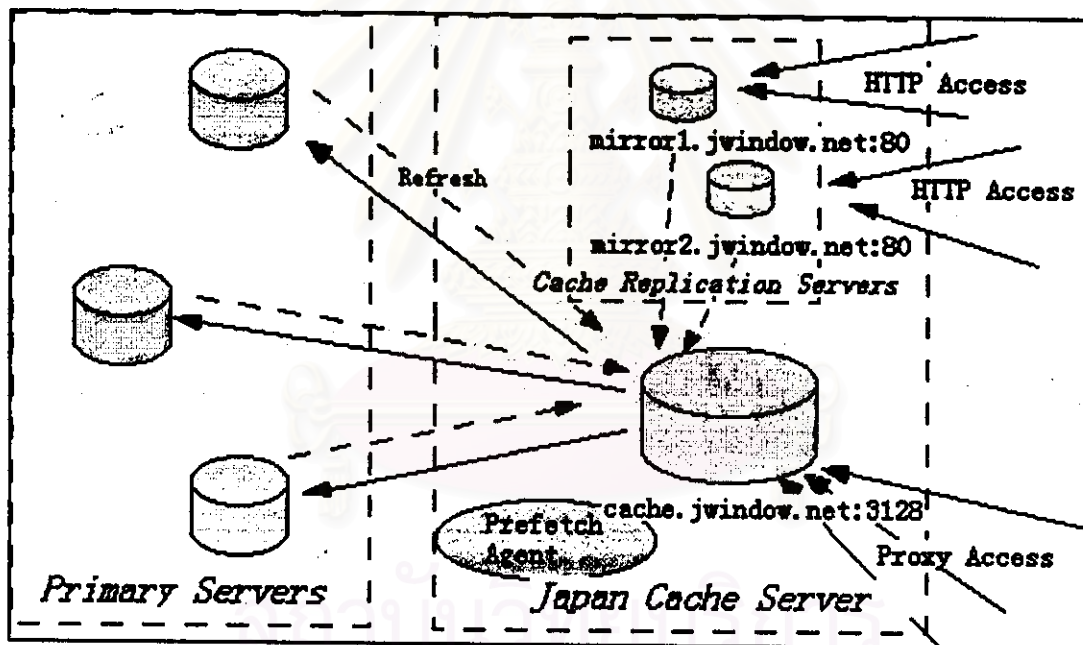 HTTP Access
mirror1.jwindow.net:80
Refresh
HTTP Access
mirror2.jwindow.net:80
Cache Replication Servers
cache.jwindow.net:3128
Prefetch
Agent
Proxy Access
Primary Servers
Japan Cache Server